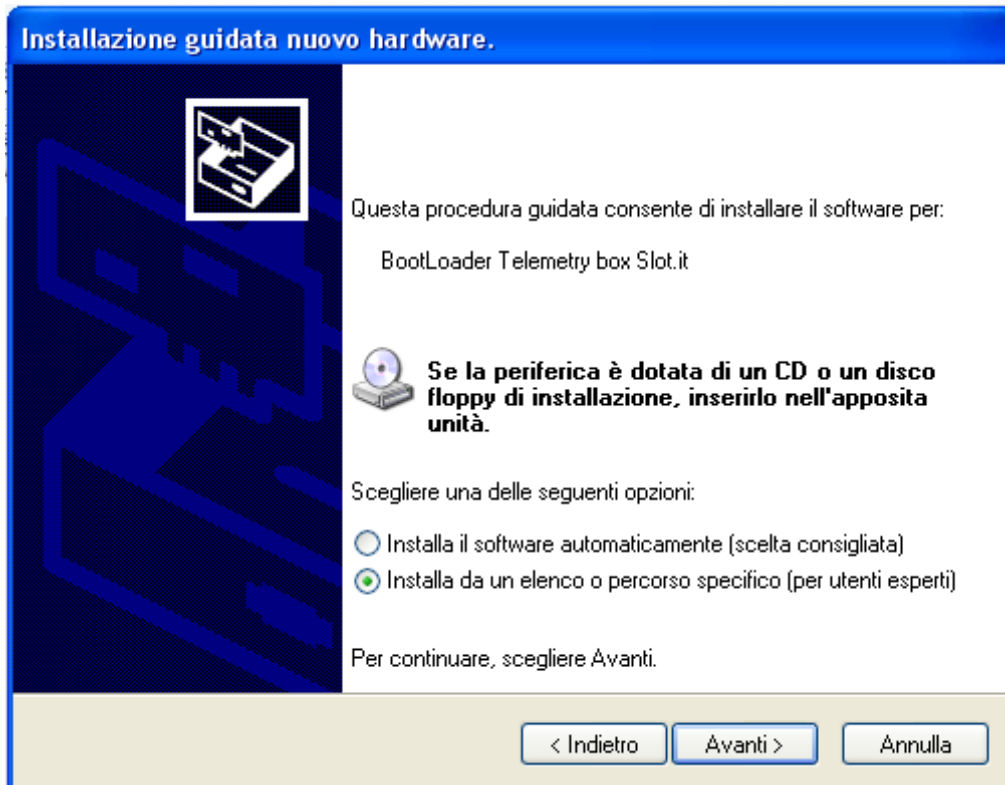 Installazione guidata nuovo hardware.
Questa procedura guidata consente di installare il software per:
BootLoader Telemetry box Slot.it
Se la periferica è dotata di un CD o un disco
floppy di installazione, inserirlo nell'apposita
unità.
Scegliere una delle seguenti opzioni:
Installa il software automaticamente (scelta consigliata)
Installa da un elenco o percorso specifico (per utenti esperti)
Per continuare, scegliere Avanti.
< Indietro Avanti > Annulla